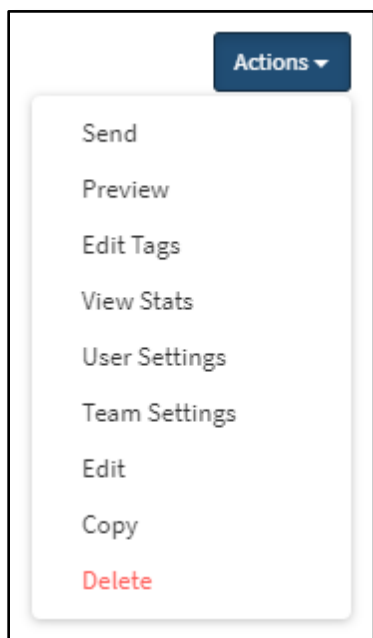 Actions
Send
Preview
Edit Tags
View Stats
User Settings
Team Settings
Edit
Copy
Delete